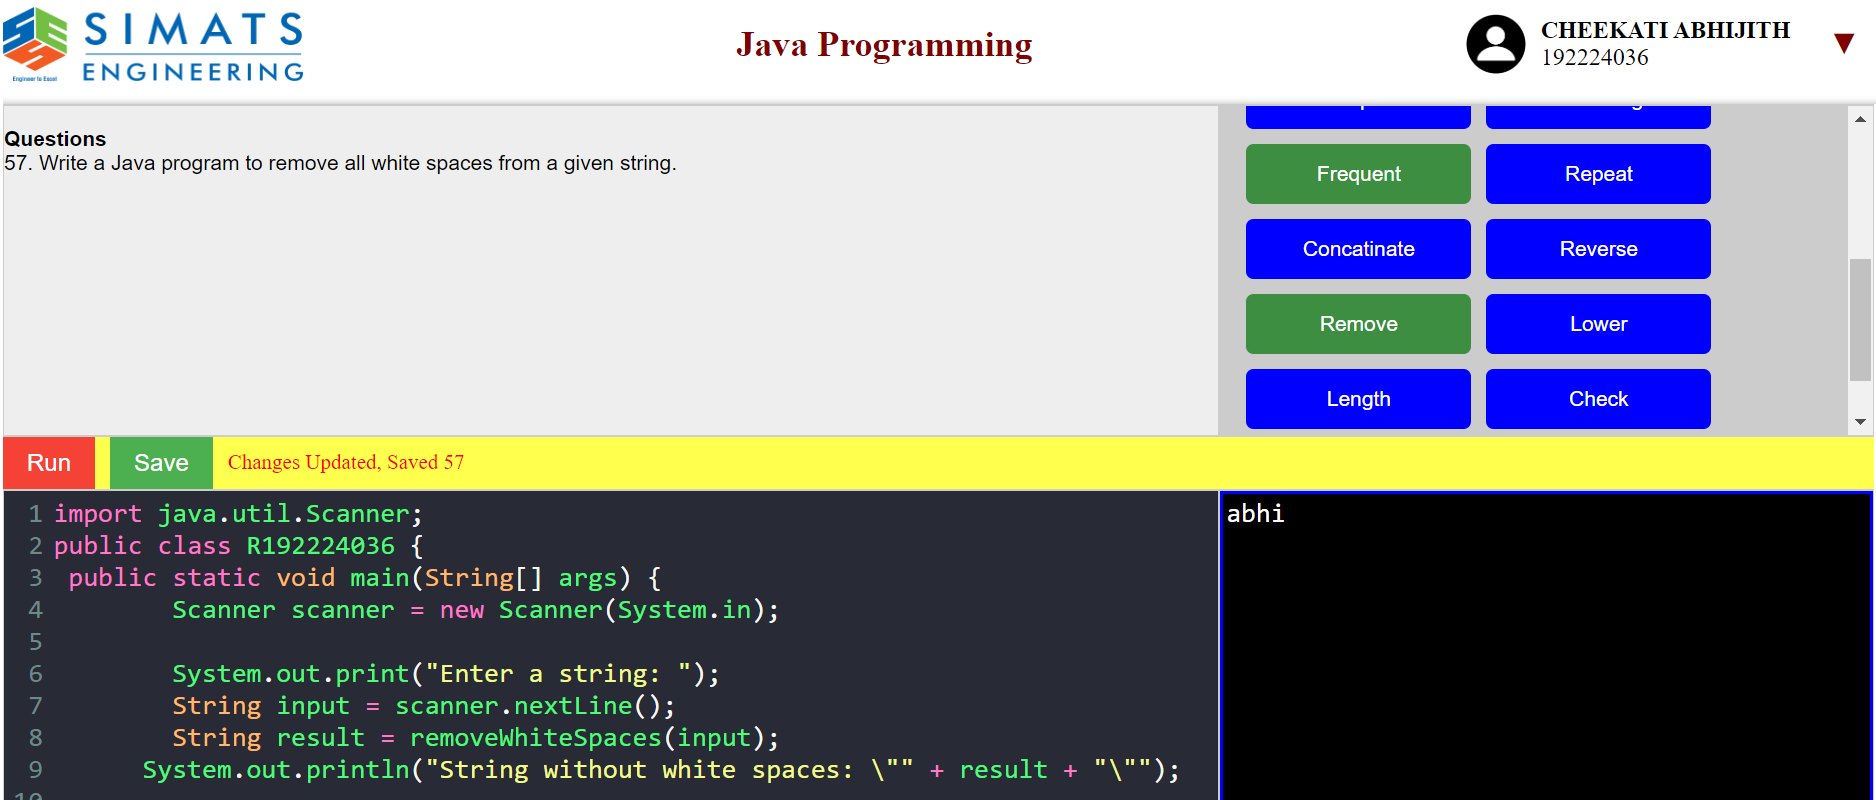 SIMATS
ENGINEERING
Engineer to Excel
Java Programming
CHEEKATI ABHIJITH
192224036
Questions
57. Write a Java program to remove all white spaces from a given string.
Frequent
Repeat
Concatinate
Reverse
Remove
Lower
Length
Check
Run
Save
Changes Updated, Saved 57
1 import java.util.Scanner;
2 public class R192224036 {
3 public static void main(String[] args) {
4 Scanner scanner = new Scanner(System.in);
5
6 System.out.print("Enter a string: ");
7 String input = scanner.nextLine();
8 String result = removeWhiteSpaces(input);
9 System.out.println("String without white spaces: \"" + result + "\"");
10
abhi